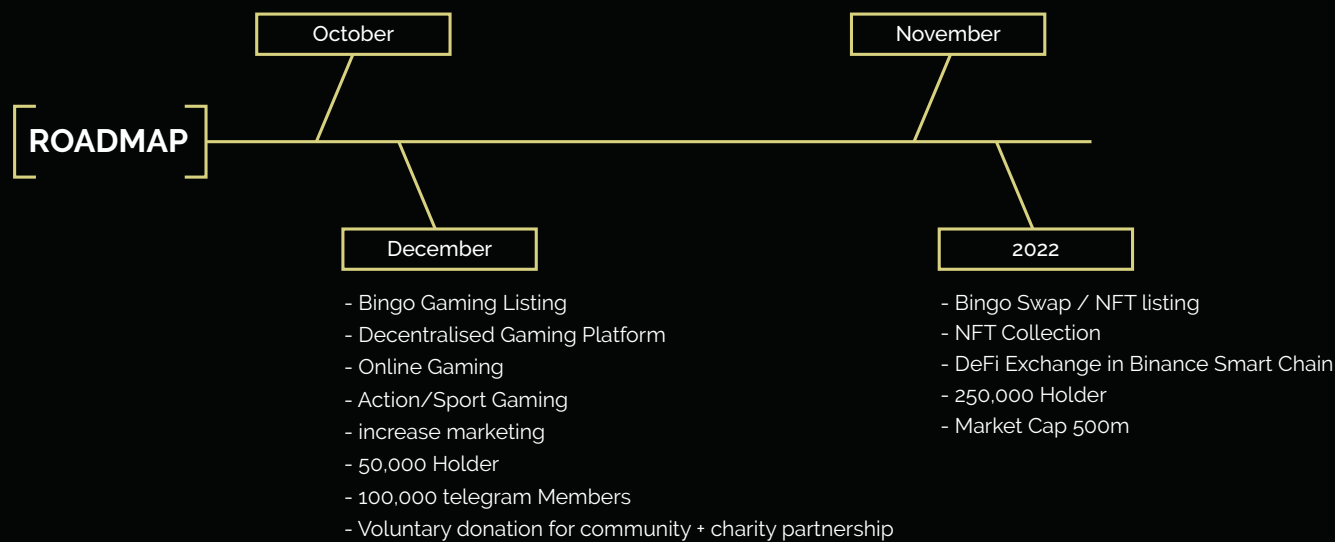 October
November
ROADMAP
December
- Bingo Gaming Listing
- Decentralised Gaming Platform
- Online Gaming
- Action/Sport Gaming
- increase marketing
- 50,000 Holder
- 100,000 telegram Members
- Voluntary donation for community + charity partnership
2022
- Bingo Swap / NFT listing
- NFT Collection
- DeFi Exchange in Binance Smart Chain
- 250,000 Holder
- Market Cap 500m